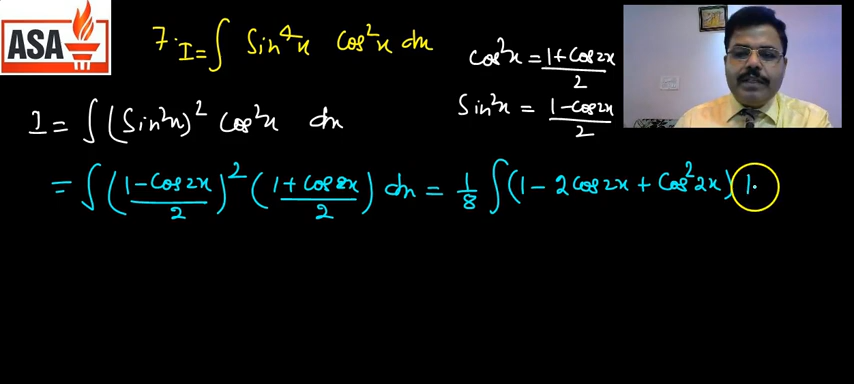 ASA
7. I = ∫ Sin⁴x cos²x dx
cos²x = 1+cos2x / 2
Sin²x = 1-cos2x / 2
I = ∫ (Sin²x)² cos²x dx
= ∫ (1-cos2x / 2)² (1+cos2x / 2) dx = 1/8 ∫ (1 - 2cos2x + cos²2x) 1